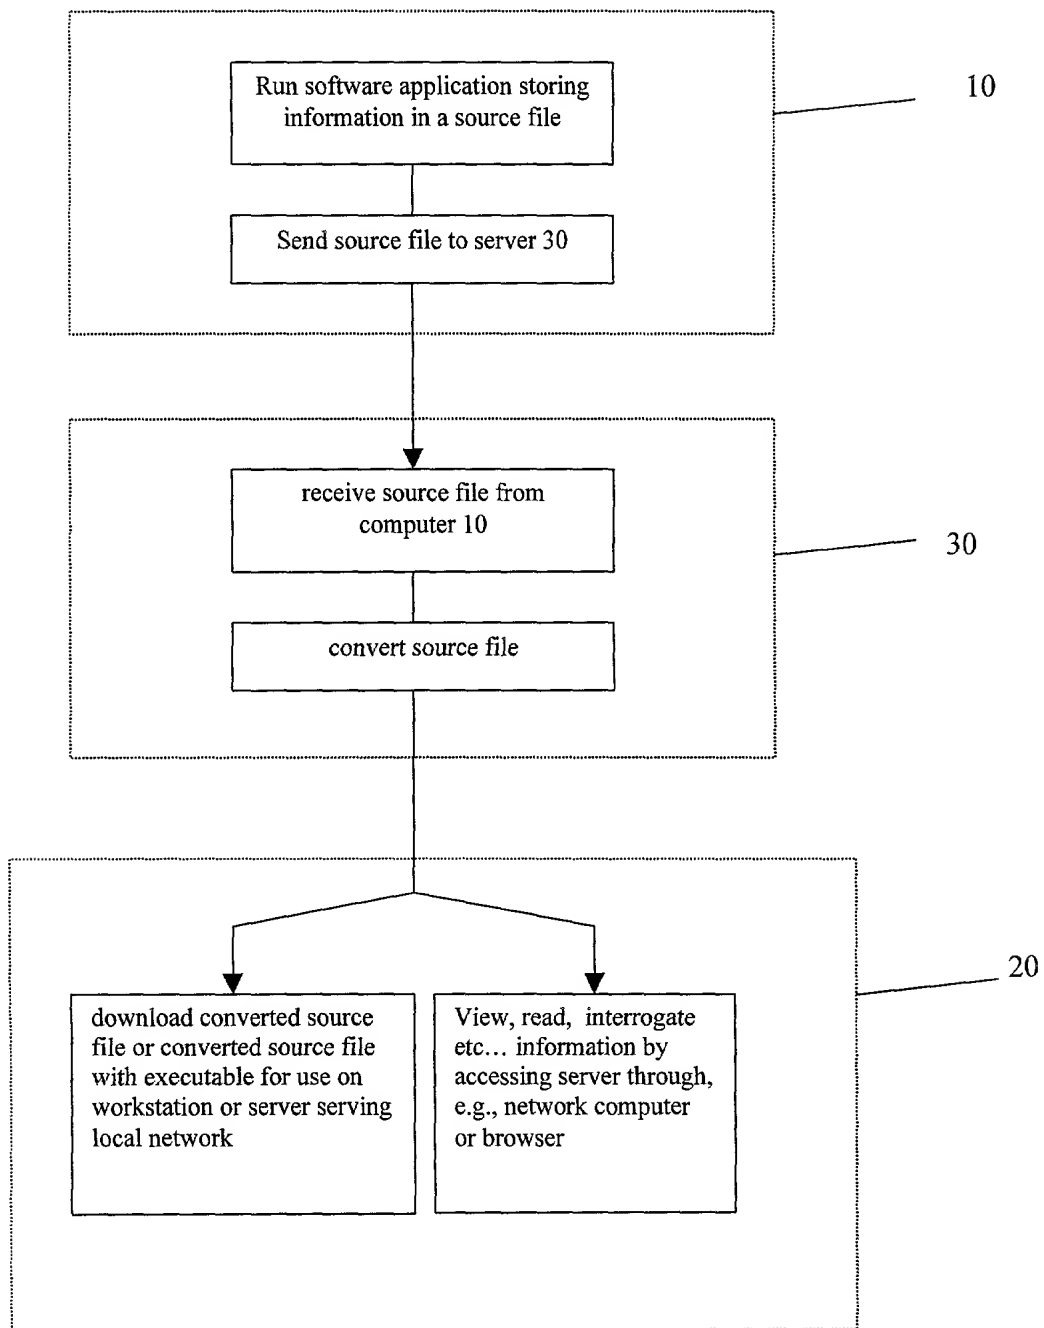 Run software application storing
information in a source file
10
Send source file to server 30
receive source file from
computer 10
30
convert source file
20
download converted source
file or converted source file
with executable for use on
workstation or server serving
local network
View, read, interrogate
etc... information by
accessing server through,
e.g., network computer
or browser